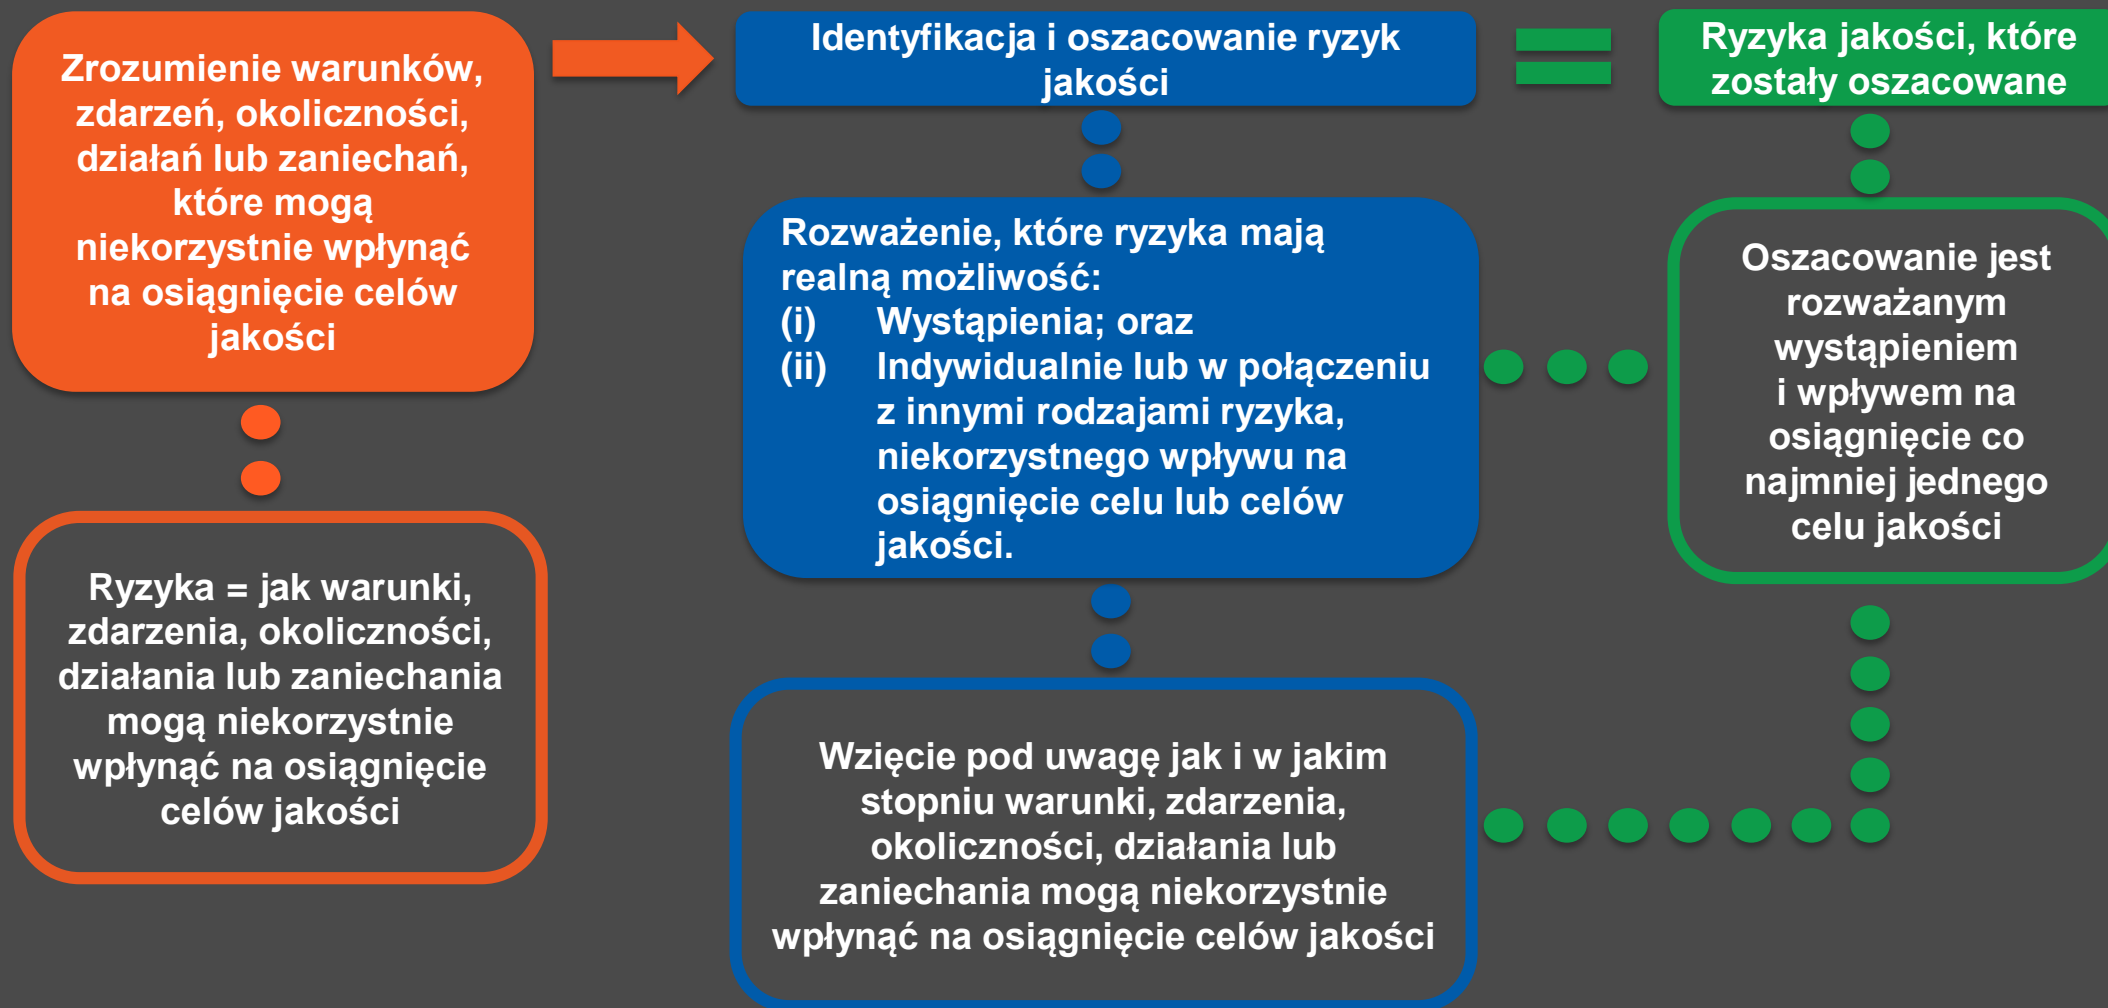 Zrozumienie warunków,
zdarzeń, okoliczności,
działań lub zaniechań,
które mogą
niekorzystnie wpłynąć
na osiągnięcie celów
jakości
Ryzyka = jak warunki,
zdarzenia, okoliczności,
działania lub zaniechania
mogą niekorzystnie
wpłynąć na osiągnięcie
celów jakości
Identyfikacja i oszacowanie ryzyk
jakości
Rozważenie, które ryzyka mają
realną możliwość:
(i) Wystąpienia; oraz
(ii) Indywidualnie lub w połączeniu
z innymi rodzajami ryzyka,
niekorzystnego wpływu na
osiągnięcie celu lub celów
jakości.
Wzięcie pod uwagę jak i w jakim
stopniu warunki, zdarzenia,
okoliczności, działania lub
zaniechania mogą niekorzystnie
wpłynąć na osiągnięcie celów jakości
Ryzyka jakości, które
zostały oszacowane
Oszacowanie jest
rozważanym
wystąpieniem
i wpływem na
osiągnięcie co
najmniej jednego
celu jakości